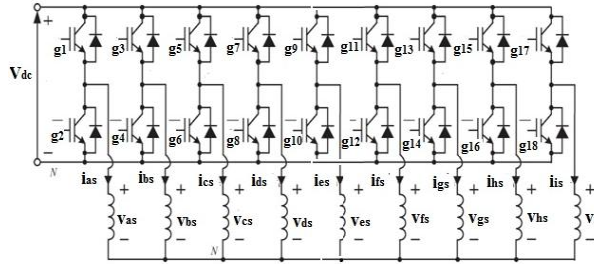 g1 g3 g5 g7 g9 g11 g13 g15 g17
+
Vdc
g2 g4 g6 g8 g10 g12 g14 g16 g18
−
N ias ibs ics ids ies ifs igs ihs iis
+ + + + + + + + +
Vas Vbs Vcs Vds Ves Vfs Vgs Vhs V
− − − − − − − − −
N